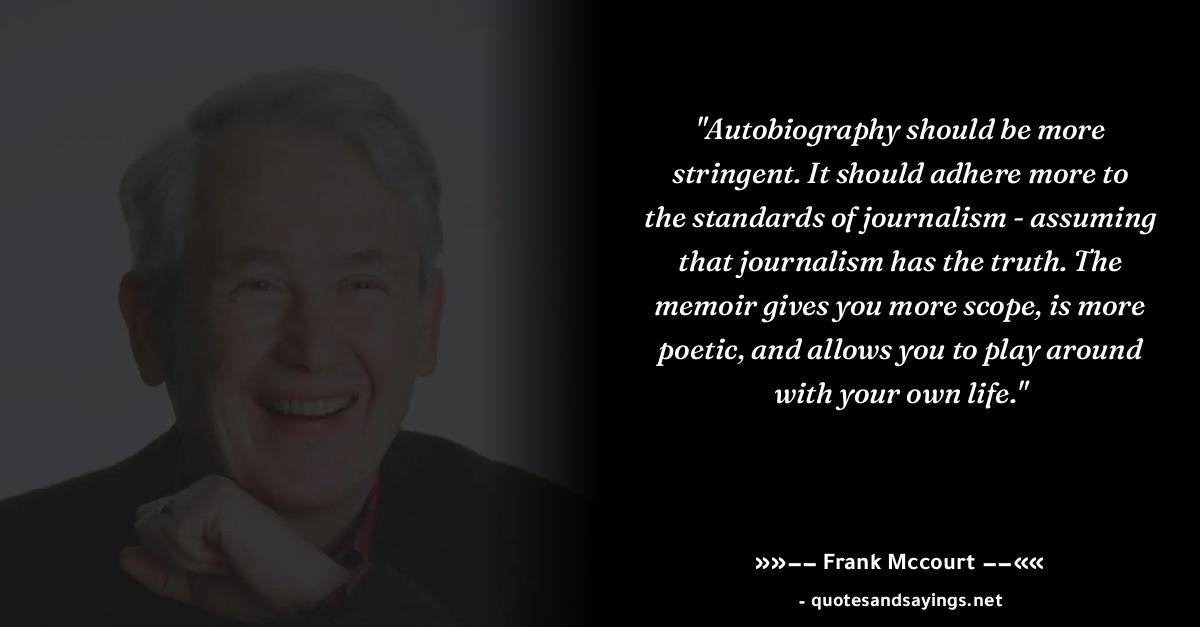 "Autobiography should be more
stringent. It should adhere more to
the standards of journalism - assuming
that journalism has the truth. The
memoir gives you more scope, is more
poetic, and allows you to play around
with your own life."
»»–– Frank Mccourt ––««
- quotesandsayings.net